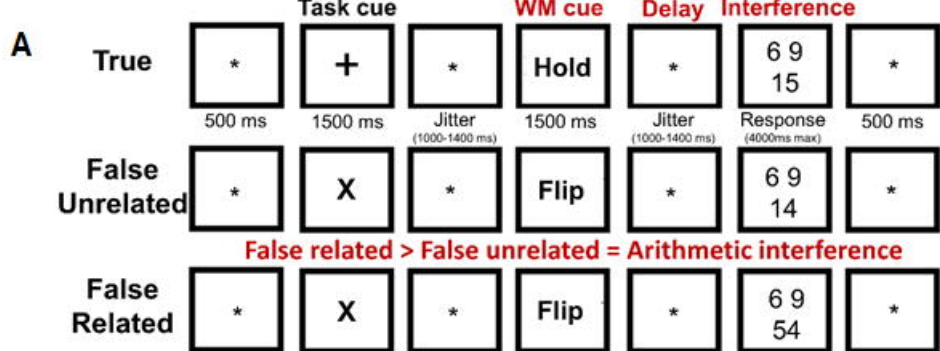 Task cue WM cue Delay Interference
A
True * + * Hold * 6 9 *
15
500 ms 1500 ms Jitter 1500 ms Jitter Response 500 ms
(1000-1400 ms) (1000-1400 ms) (4000ms max)
False
Unrelated * X * Flip * 6 9 *
14
False related > False unrelated = Arithmetic interference
False
Related * X * Flip * 6 9 *
54